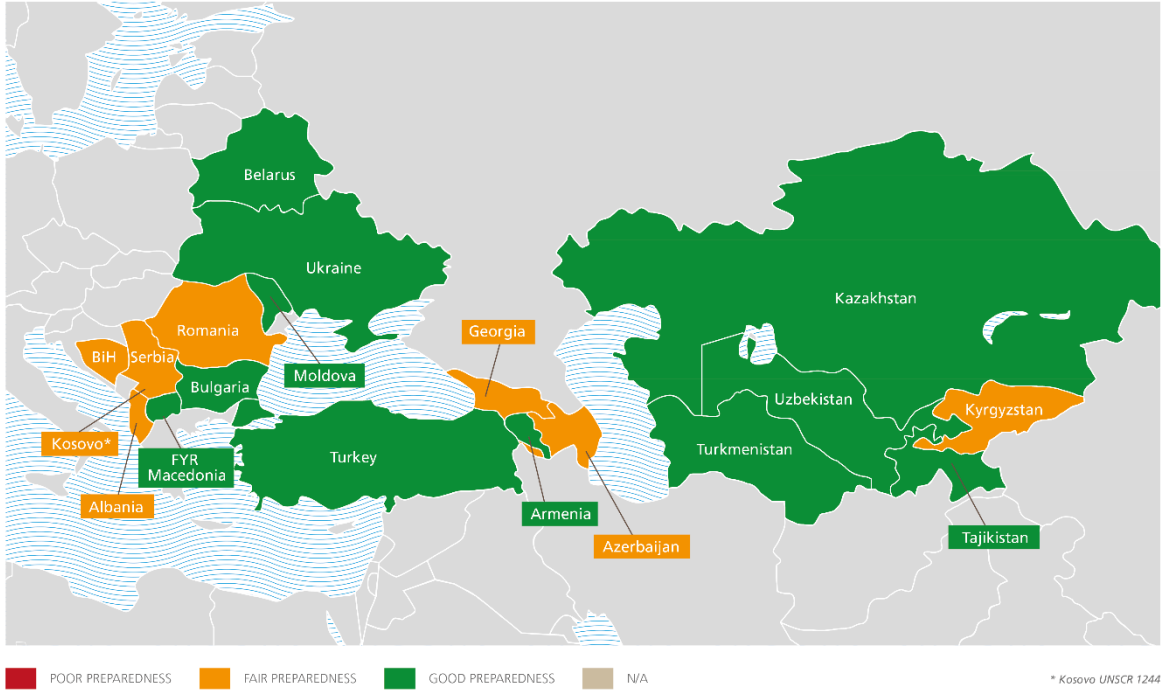 Belarus
Ukraine
Kazakhstan
Romania
Georgia
BiH
Serbia
Moldova
Bulgaria
Uzbekistan
Kyrgyzstan
Kosovo*
Turkey
Turkmenistan
FYR
Macedonia
Albania
Armenia
Azerbaijan
Tajikistan
POOR PREPAREDNESS
FAIR PREPAREDNESS
GOOD PREPAREDNESS
N/A
* Kosovo UNSCR 1244